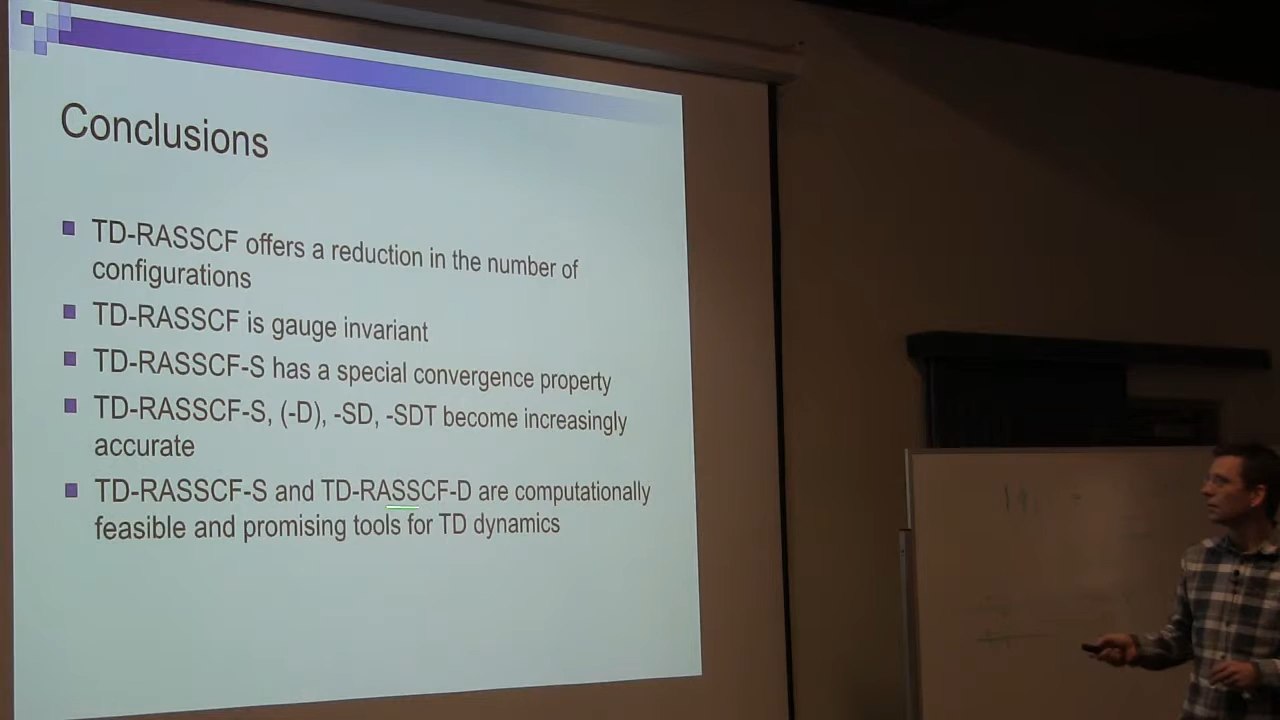 Conclusions
TD-RASSCF offers a reduction in the number of
configurations
TD-RASSCF is gauge invariant
TD-RASSCF-S has a special convergence property
TD-RASSCF-S, (-D), -SD, -SDT become increasingly
accurate
TD-RASSCF-S and TD-RASSCF-D are computationally
feasible and promising tools for TD dynamics